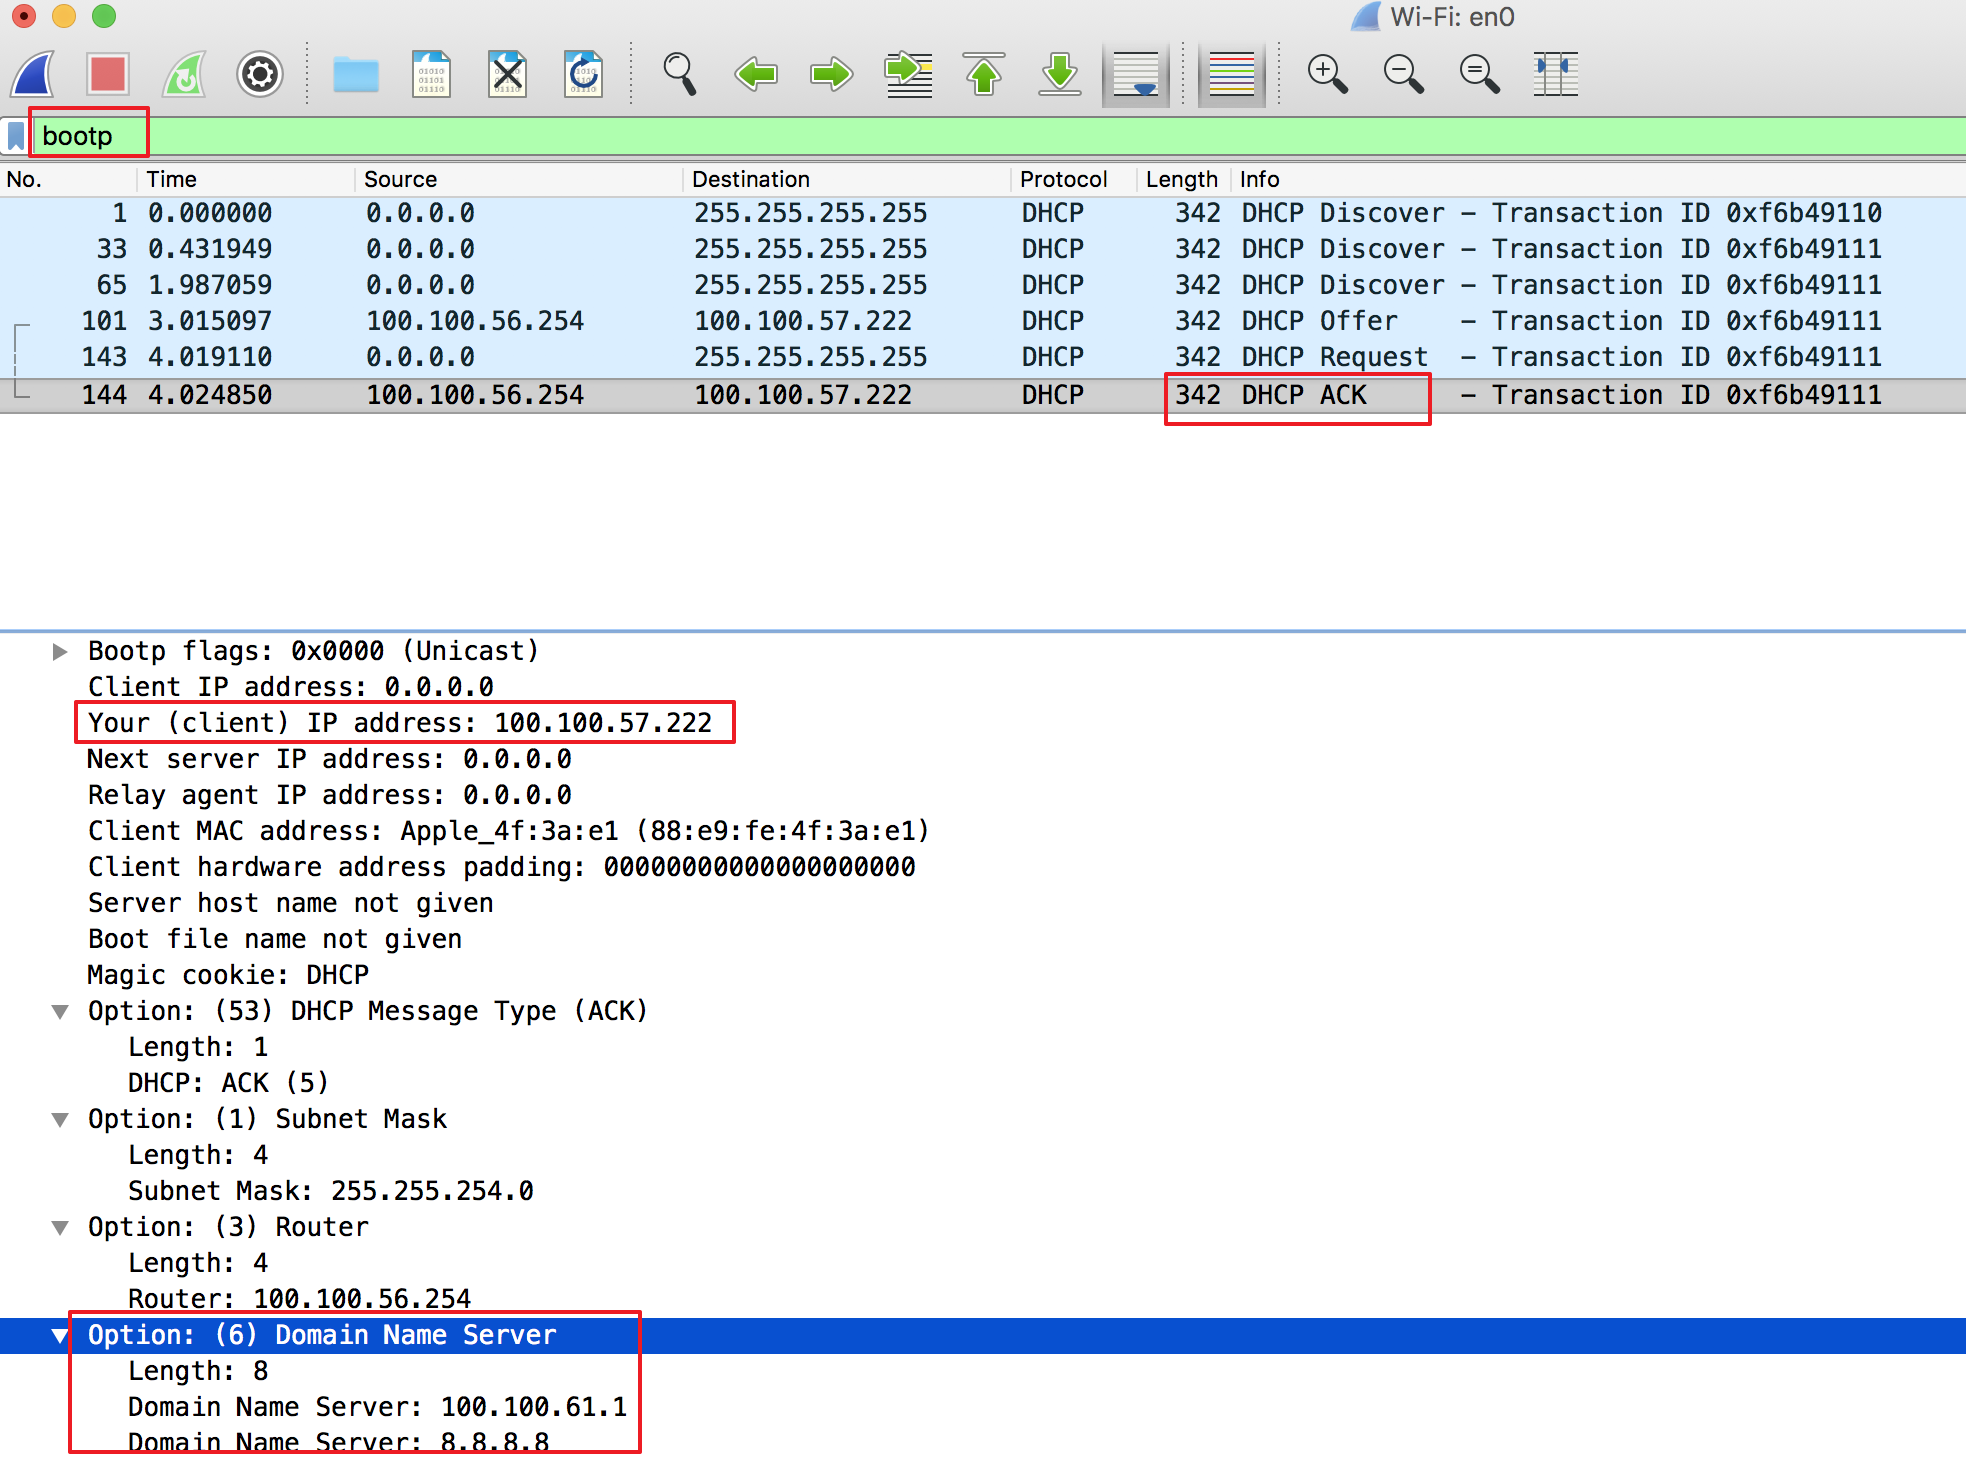 Wi-Fi: en0
bootp
No. Time Source Destination Protocol Length Info
1 0.000000 0.0.0.0 255.255.255.255 DHCP 342 DHCP Discover – Transaction ID 0xf6b49110
33 0.431949 0.0.0.0 255.255.255.255 DHCP 342 DHCP Discover – Transaction ID 0xf6b49111
65 1.987059 0.0.0.0 255.255.255.255 DHCP 342 DHCP Discover – Transaction ID 0xf6b49111
101 3.015097 100.100.56.254 100.100.57.222 DHCP 342 DHCP Offer – Transaction ID 0xf6b49111
143 4.019110 0.0.0.0 255.255.255.255 DHCP 342 DHCP Request – Transaction ID 0xf6b49111
144 4.024850 100.100.56.254 100.100.57.222 DHCP 342 DHCP ACK – Transaction ID 0xf6b49111
Bootp flags: 0x0000 (Unicast)
Client IP address: 0.0.0.0
Your (client) IP address: 100.100.57.222
Next server IP address: 0.0.0.0
Relay agent IP address: 0.0.0.0
Client MAC address: Apple_4f:3a:e1 (88:e9:fe:4f:3a:e1)
Client hardware address padding: 00000000000000000000
Server host name not given
Boot file name not given
Magic cookie: DHCP
Option: (53) DHCP Message Type (ACK)
Length: 1
DHCP: ACK (5)
Option: (1) Subnet Mask
Length: 4
Subnet Mask: 255.255.254.0
Option: (3) Router
Length: 4
Router: 100.100.56.254
Option: (6) Domain Name Server
Length: 8
Domain Name Server: 100.100.61.1
Domain Name Server: 8.8.8.8